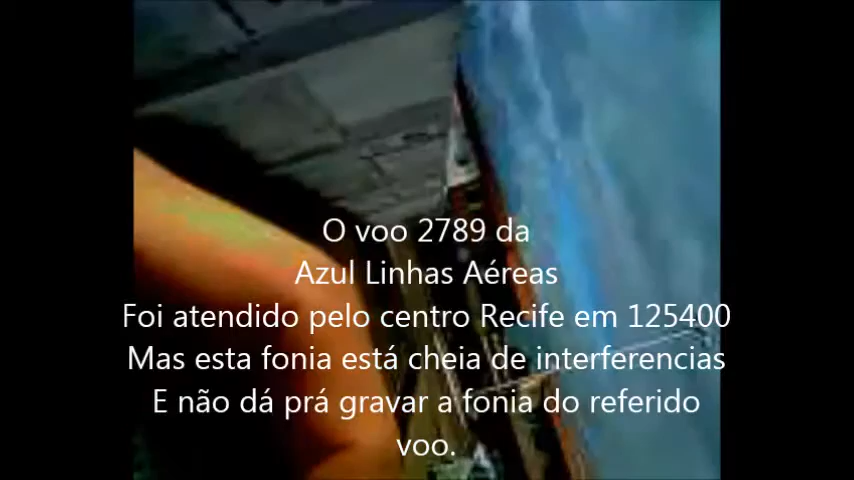 O voo 2789 da
Azul Linhas Aéreas
Foi atendido pelo centro Recife em 125400
Mas esta fonia está cheia de interferencias
E não dá prá gravar a fonia do referido
voo.